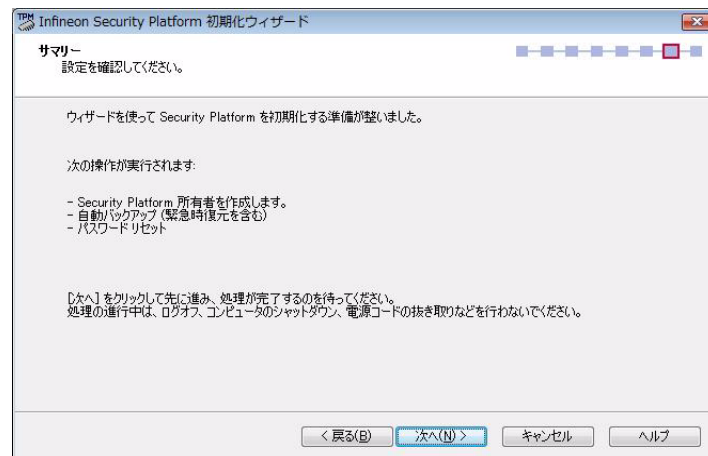 TPM
Infineon Security Platform 初期化ウィザード
サマリー
設定を確認してください。
ウィザードを使って Security Platform を初期化する準備が整いました。
次の操作が実行されます:
- Security Platform 所有者を作成します。
- 自動バックアップ (緊急時復元を含む)
- パスワード リセット
[次へ] をクリックして先に進み、処理が完了するのを待ってください。
処理の進行中は、ログオフ、コンピュータのシャットダウン、電源コードの抜き取りなどを行わないでください。
< 戻る(B) 次へ(N) > キャンセル ヘルプ